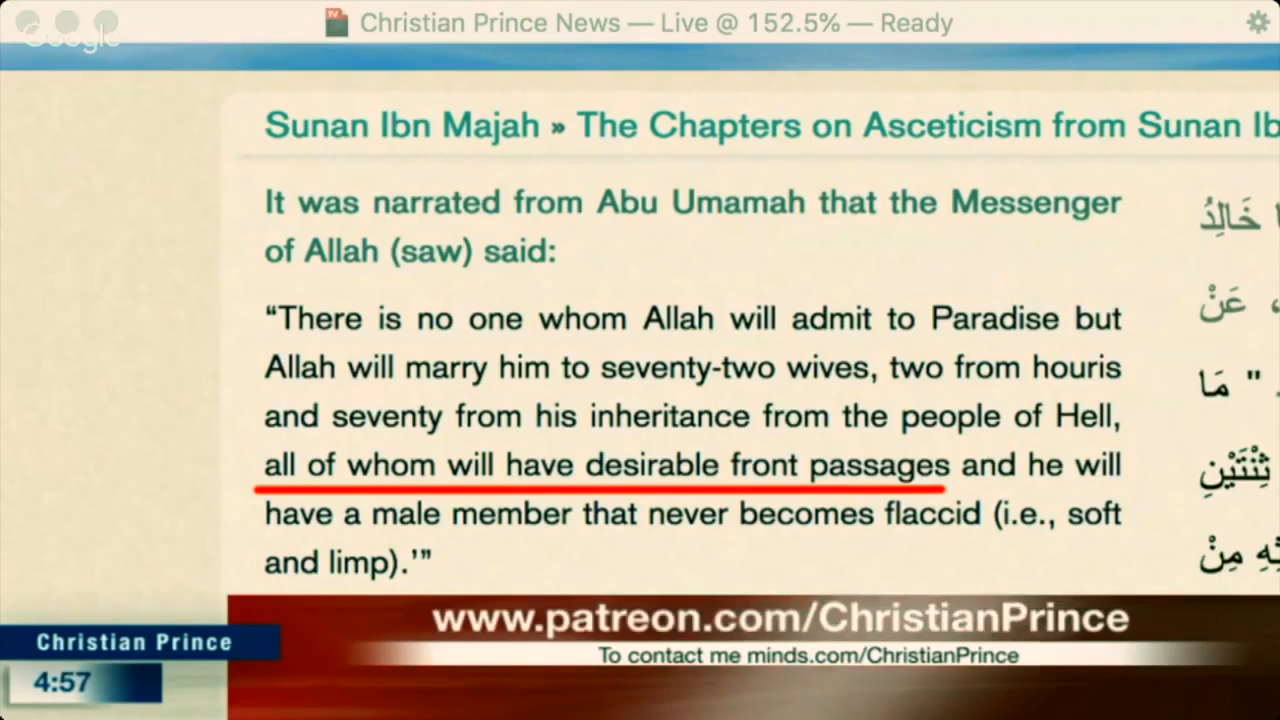 Christian Prince News — Live @ 152.5% — Ready
Google
Sunan Ibn Majah » The Chapters on Asceticism from Sunan Ib
It was narrated from Abu Umamah that the Messenger
of Allah (saw) said:
“There is no one whom Allah will admit to Paradise but
Allah will marry him to seventy-two wives, two from houris
and seventy from his inheritance from the people of Hell,
all of whom will have desirable front passages and he will
have a male member that never becomes flaccid (i.e., soft
and limp).’”
خَالِدُ
، عَنْ
" مَا
ثِنْتَيْنِ
مِنْ
www.patreon.com/ChristianPrince
To contact me minds.com/ChristianPrince
Christian Prince
4:57